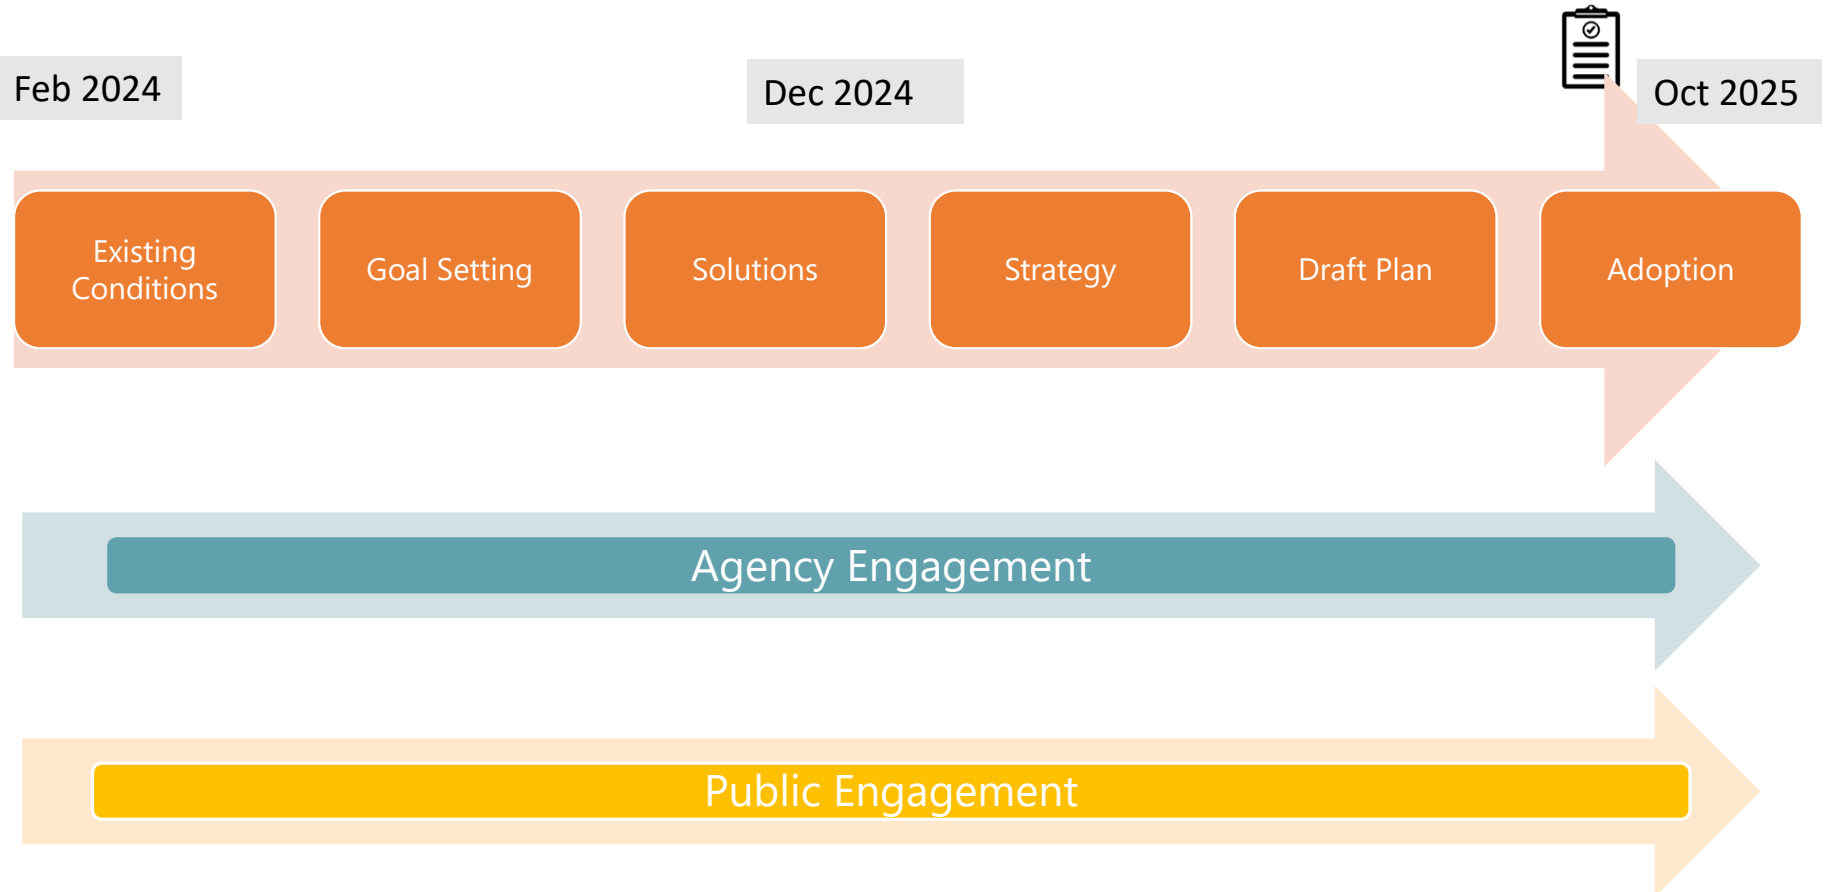 Feb 2024
Dec 2024
Oct 2025
Existing
Conditions
Goal Setting
Solutions
Strategy
Draft Plan
Adoption
Agency Engagement
Public Engagement